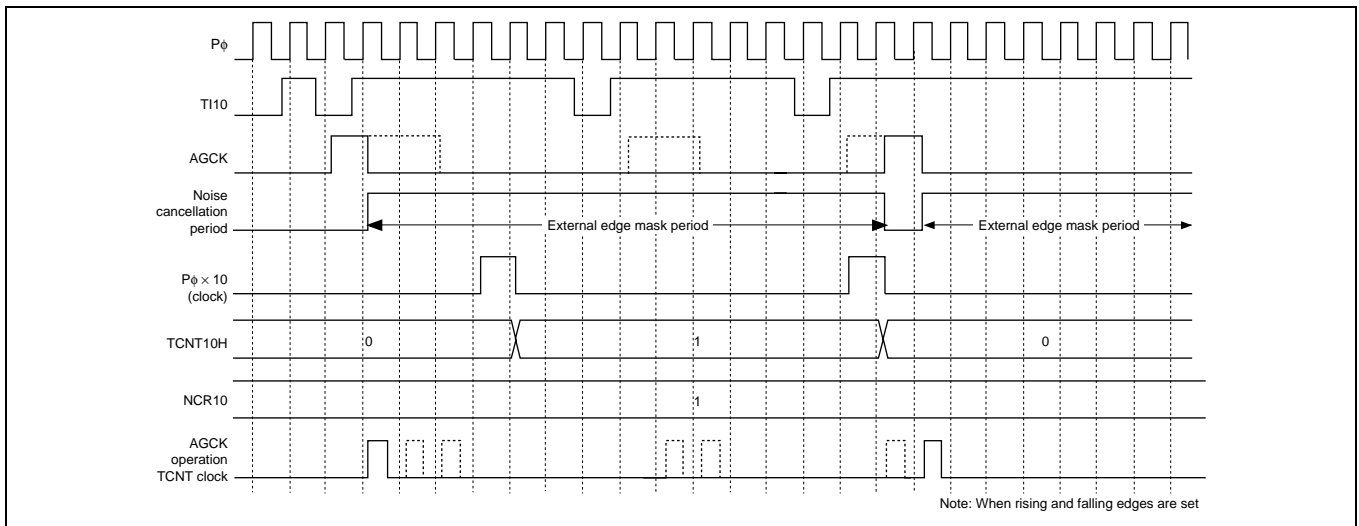 Pφ
TI10
AGCK
Noise
cancellation
period
External edge mask period
External edge mask period
Pφ × 10
(clock)
TCNT10H
0
1
0
NCR10
1
AGCK
operation
TCNT clock
Note: When rising and falling edges are set